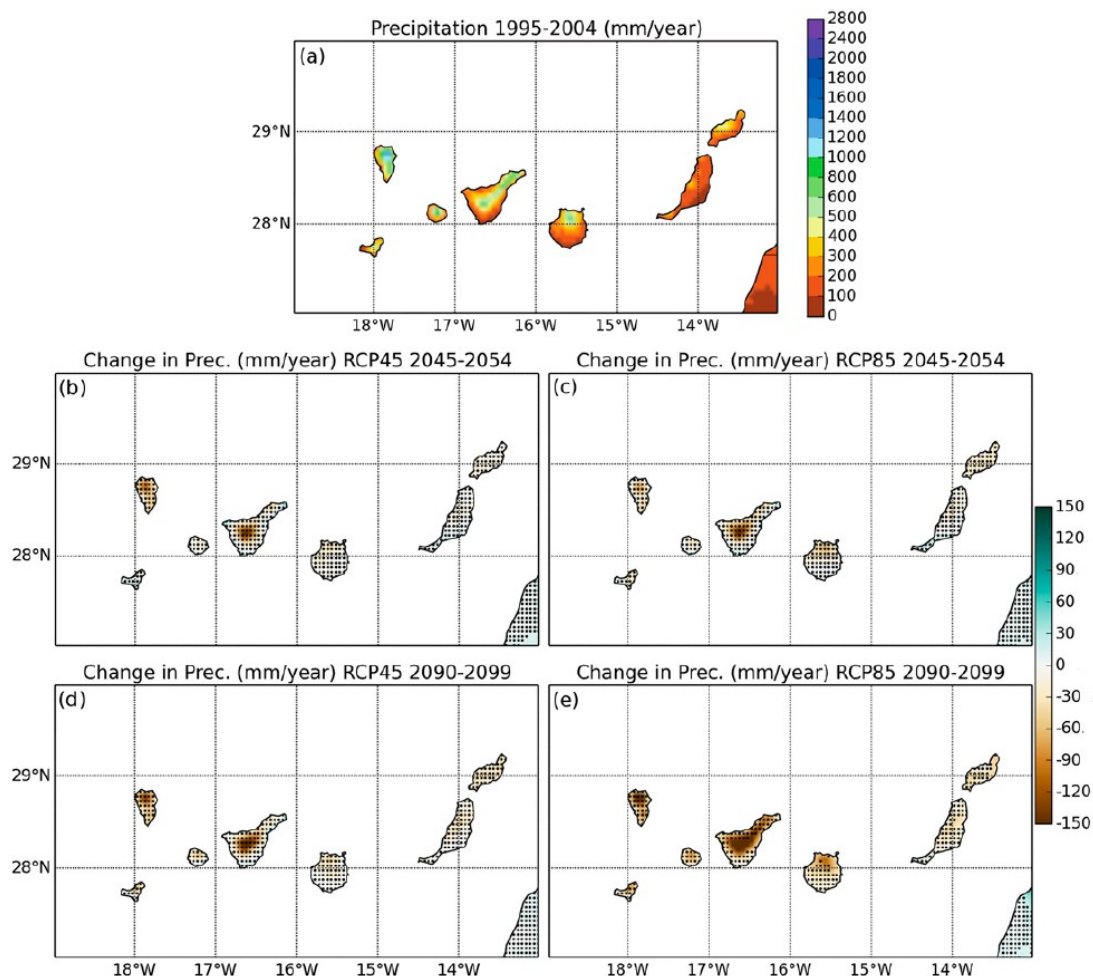 Precipitation 1995-2004 (mm/year)
(a)
29°N
28°N
18°W 17°W 16°W 15°W 14°W
2800
2400
2000
1800
1600
1400
1200
1000
800
600
500
400
300
200
100
0
Change in Prec. (mm/year) RCP45 2045-2054
(b)
29°N
28°N
Change in Prec. (mm/year) RCP85 2045-2054
(c)
Change in Prec. (mm/year) RCP45 2090-2099
(d)
29°N
28°N
18°W 17°W 16°W 15°W 14°W
Change in Prec. (mm/year) RCP85 2090-2099
(e)
18°W 17°W 16°W 15°W 14°W
150
120
90
60
30
0
-30
-60
-90
-120
-150